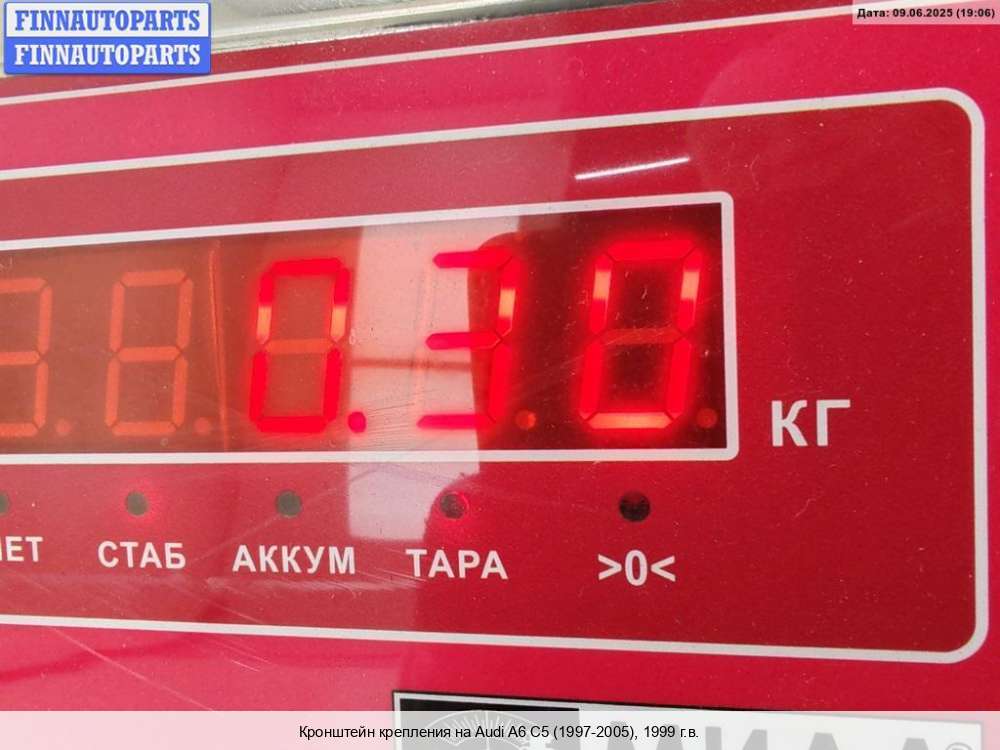 FINNAUTOPARTS
FINNAUTOPARTS
Дата: 09.06.2025 (19:06)
0.30
КГ
СТАБ
АККУМ
ТАРА
>0<
Кронштейн крепления на Audi A6 C5 (1997-2005), 1999 г.в.